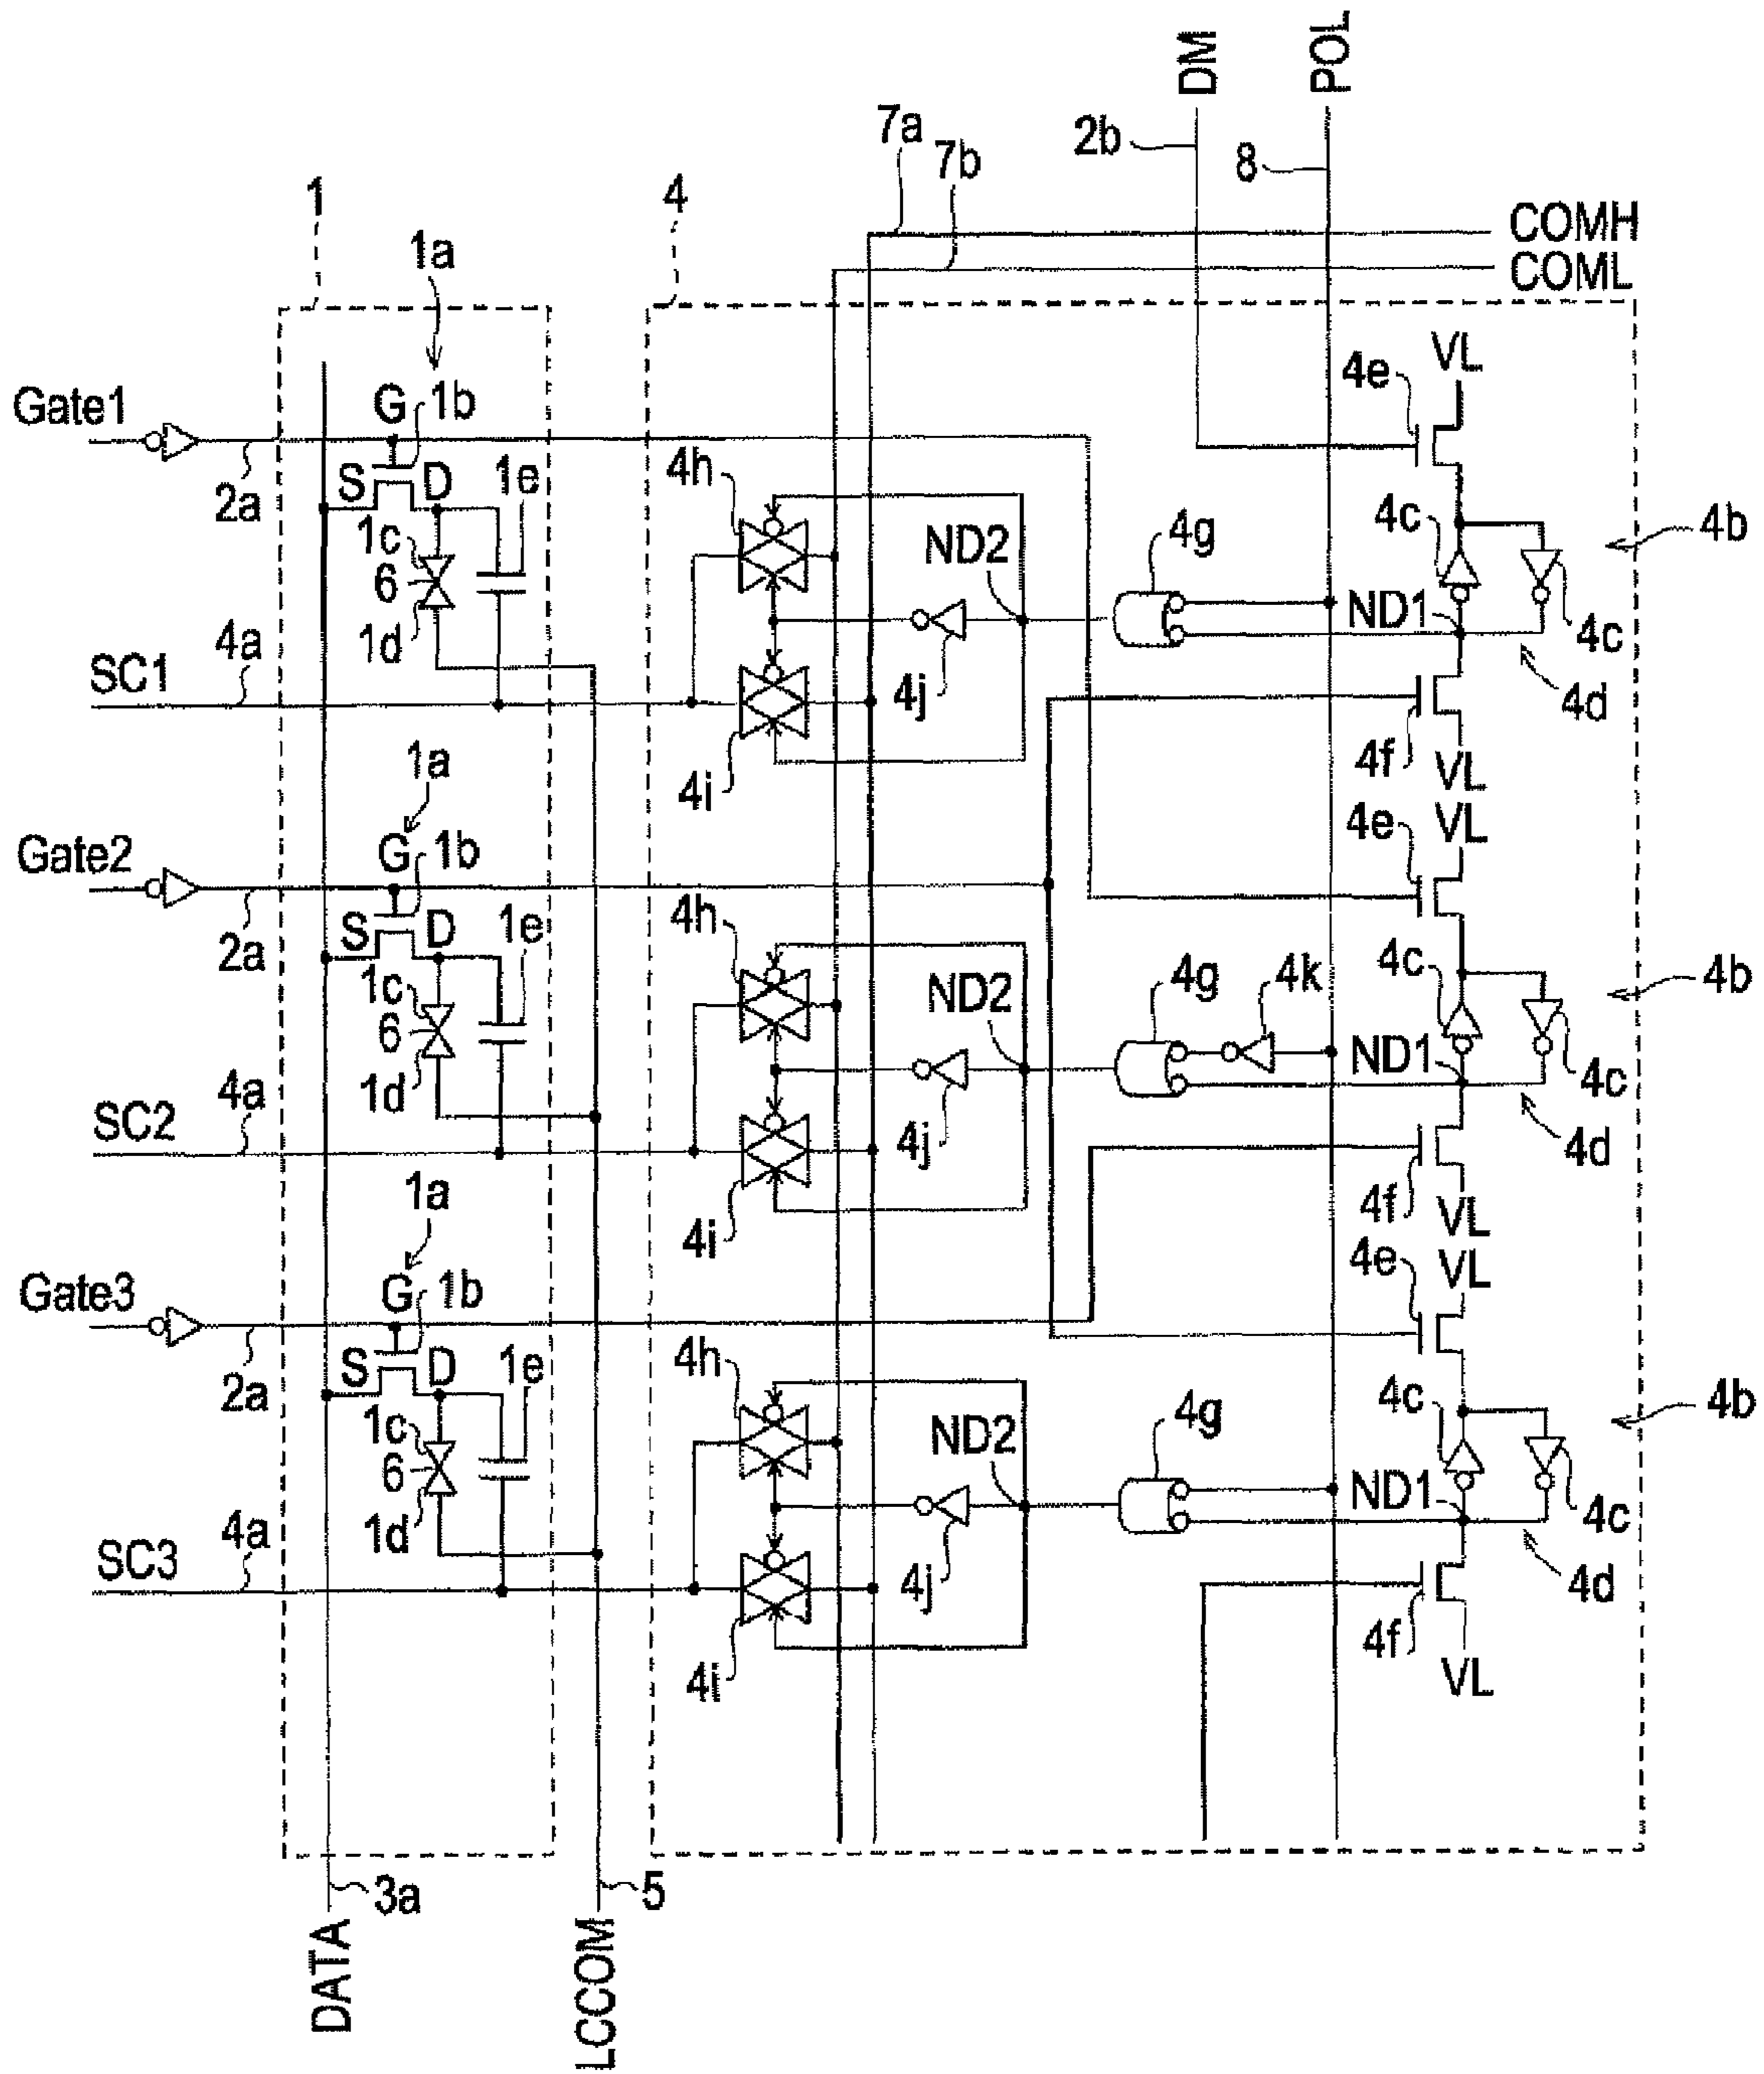 DM
POL
7a
2b
7b
8
1
4
COMH
1a
COML
VL
4e
Gate1
G
1b
4h
S
D
1e
2a
4g
4c
4b
1c
ND2
6
ND1
4c
4a
1d
SC1
4j
4d
4f
1a
4i
VL
4e
VL
Gate2
G
1b
4h
S
D
1e
2a
4c
4b
1c
ND2
4g
4k
6
ND1
4c
4a
1d
SC2
4j
4d
1a
4f
VL
4i
4e
VL
Gate3
G
1b
S
D
1e
4h
2a
4c
4b
1c
ND2
4g
6
ND1
4c
4a
1d
SC3
4j
4d
4f
4i
VL
3a
5
DATA
LCCOM